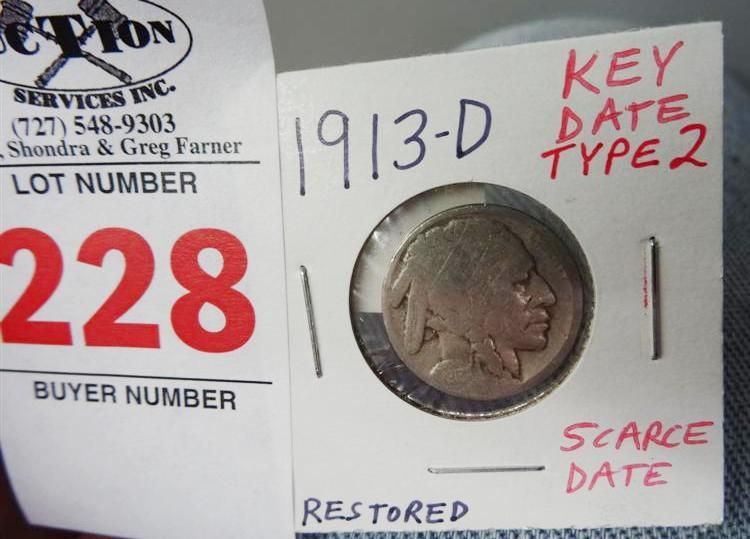 UCTION
SERVICES INC.
(727) 548-9303
, Shondra & Greg Farner
LOT NUMBER
228
BUYER NUMBER
1913-D
KEY
DATE
TYPE 2
SCARCE
DATE
RESTORED